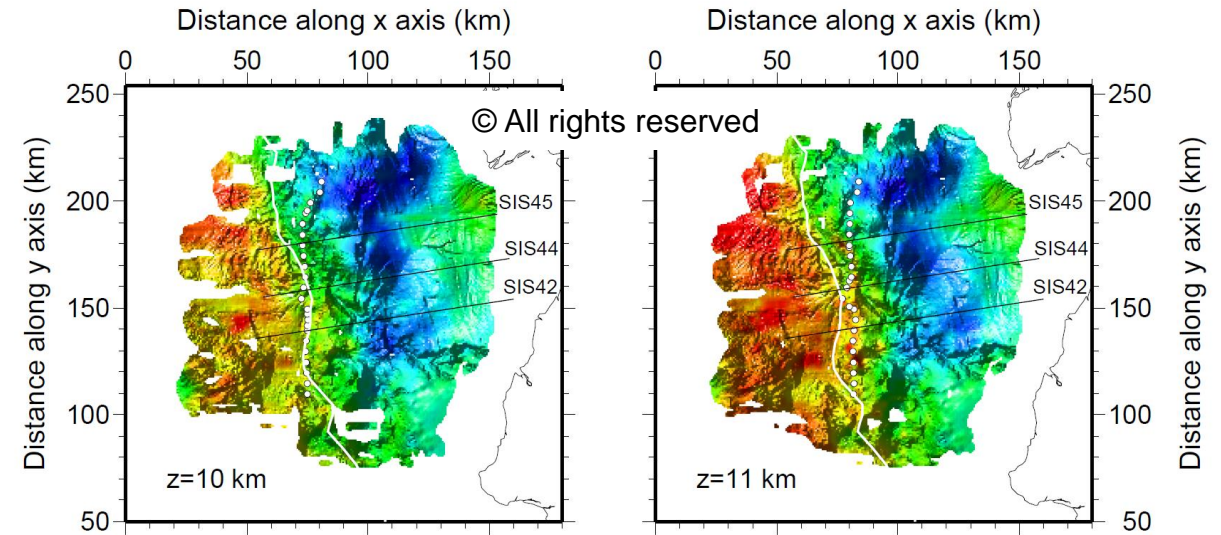 Distance along x axis (km)
Distance along x axis (km)
0 50 100 150
0 50 100 150
© All rights reserved
250
200
150
100
50
250
200
150
100
50
Distance along y axis (km)
Distance along y axis (km)
SIS45
SIS44
SIS42
z=10 km
SIS45
SIS44
SIS42
z=11 km